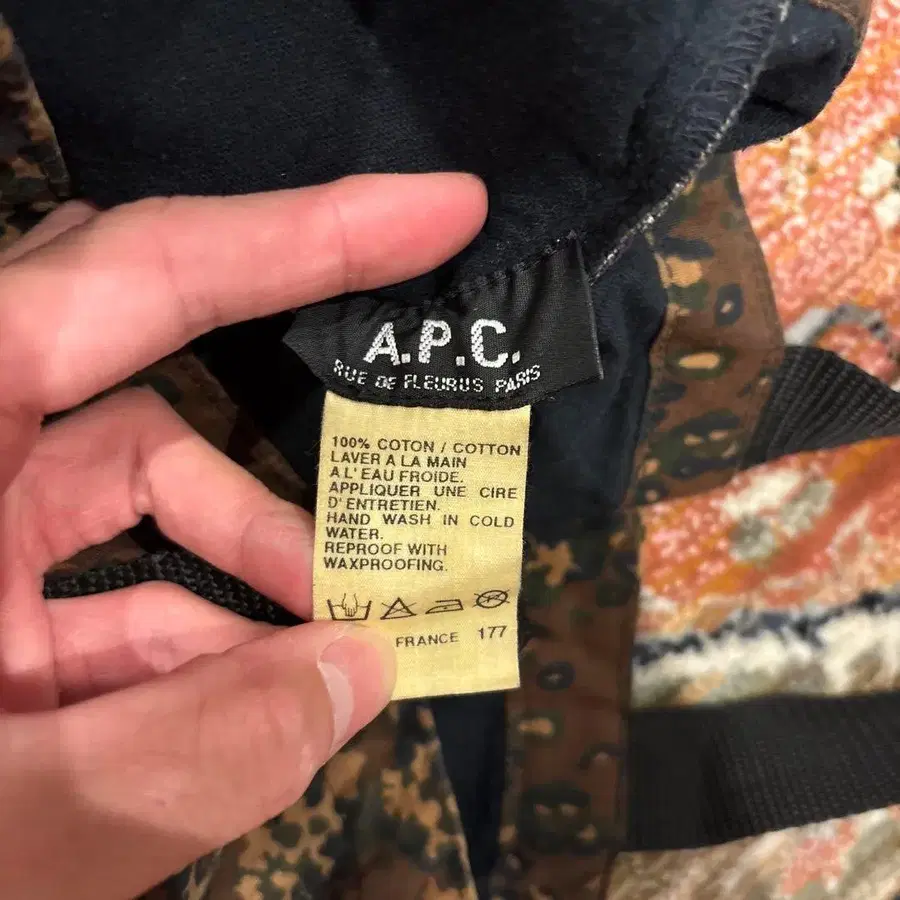 A.P.C.
RUE DE FLEURUS PARIS
100% COTON / COTTON
LAVER A LA MAIN
A L'EAU FROIDE.
APPLIQUER UNE CIRE
D'ENTRETIEN.
HAND WASH IN COLD
WATER.
REPROOF WITH
WAXPROOFING.
FRANCE 177